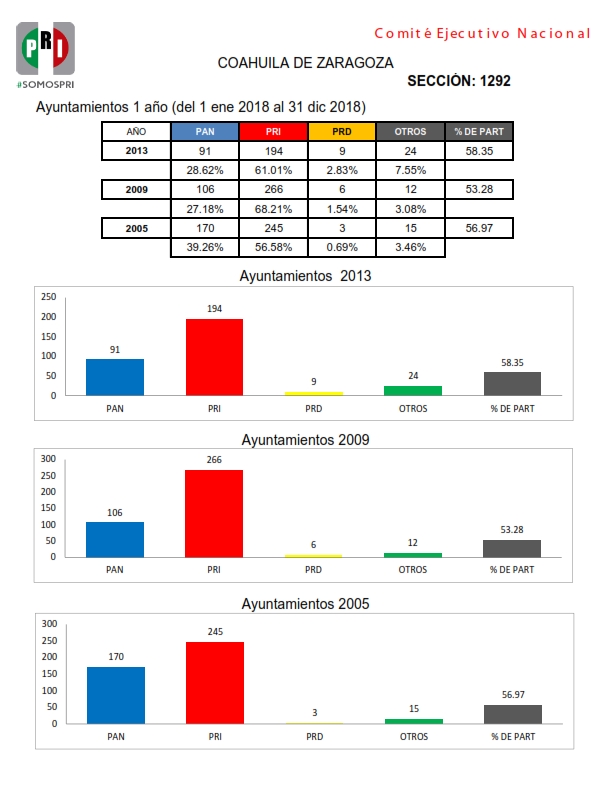 Comité Ejecutivo Nacional
PRI
#SOMOSPRI
COAHUILA DE ZARAGOZA
SECCIÓN: 1292
Ayuntamientos 1 año (del 1 ene 2018 al 31 dic 2018)
AÑO PAN PRI PRD OTROS % DE PART
2013 91 194 9 24 58.35
28.62% 61.01% 2.83% 7.55%
2009 106 266 6 12 53.28
27.18% 68.21% 1.54% 3.08%
2005 170 245 3 15 56.97
39.26% 56.58% 0.69% 3.46%
Ayuntamientos 2013
250
200
150
100
50
0
91
194
9
24
58.35
PAN PRI PRD OTROS % DE PART
Ayuntamientos 2009
300
250
200
150
100
50
0
106
266
6
12
53.28
PAN PRI PRD OTROS % DE PART
Ayuntamientos 2005
300
250
200
150
100
50
0
170
245
3
15
56.97
PAN PRI PRD OTROS % DE PART